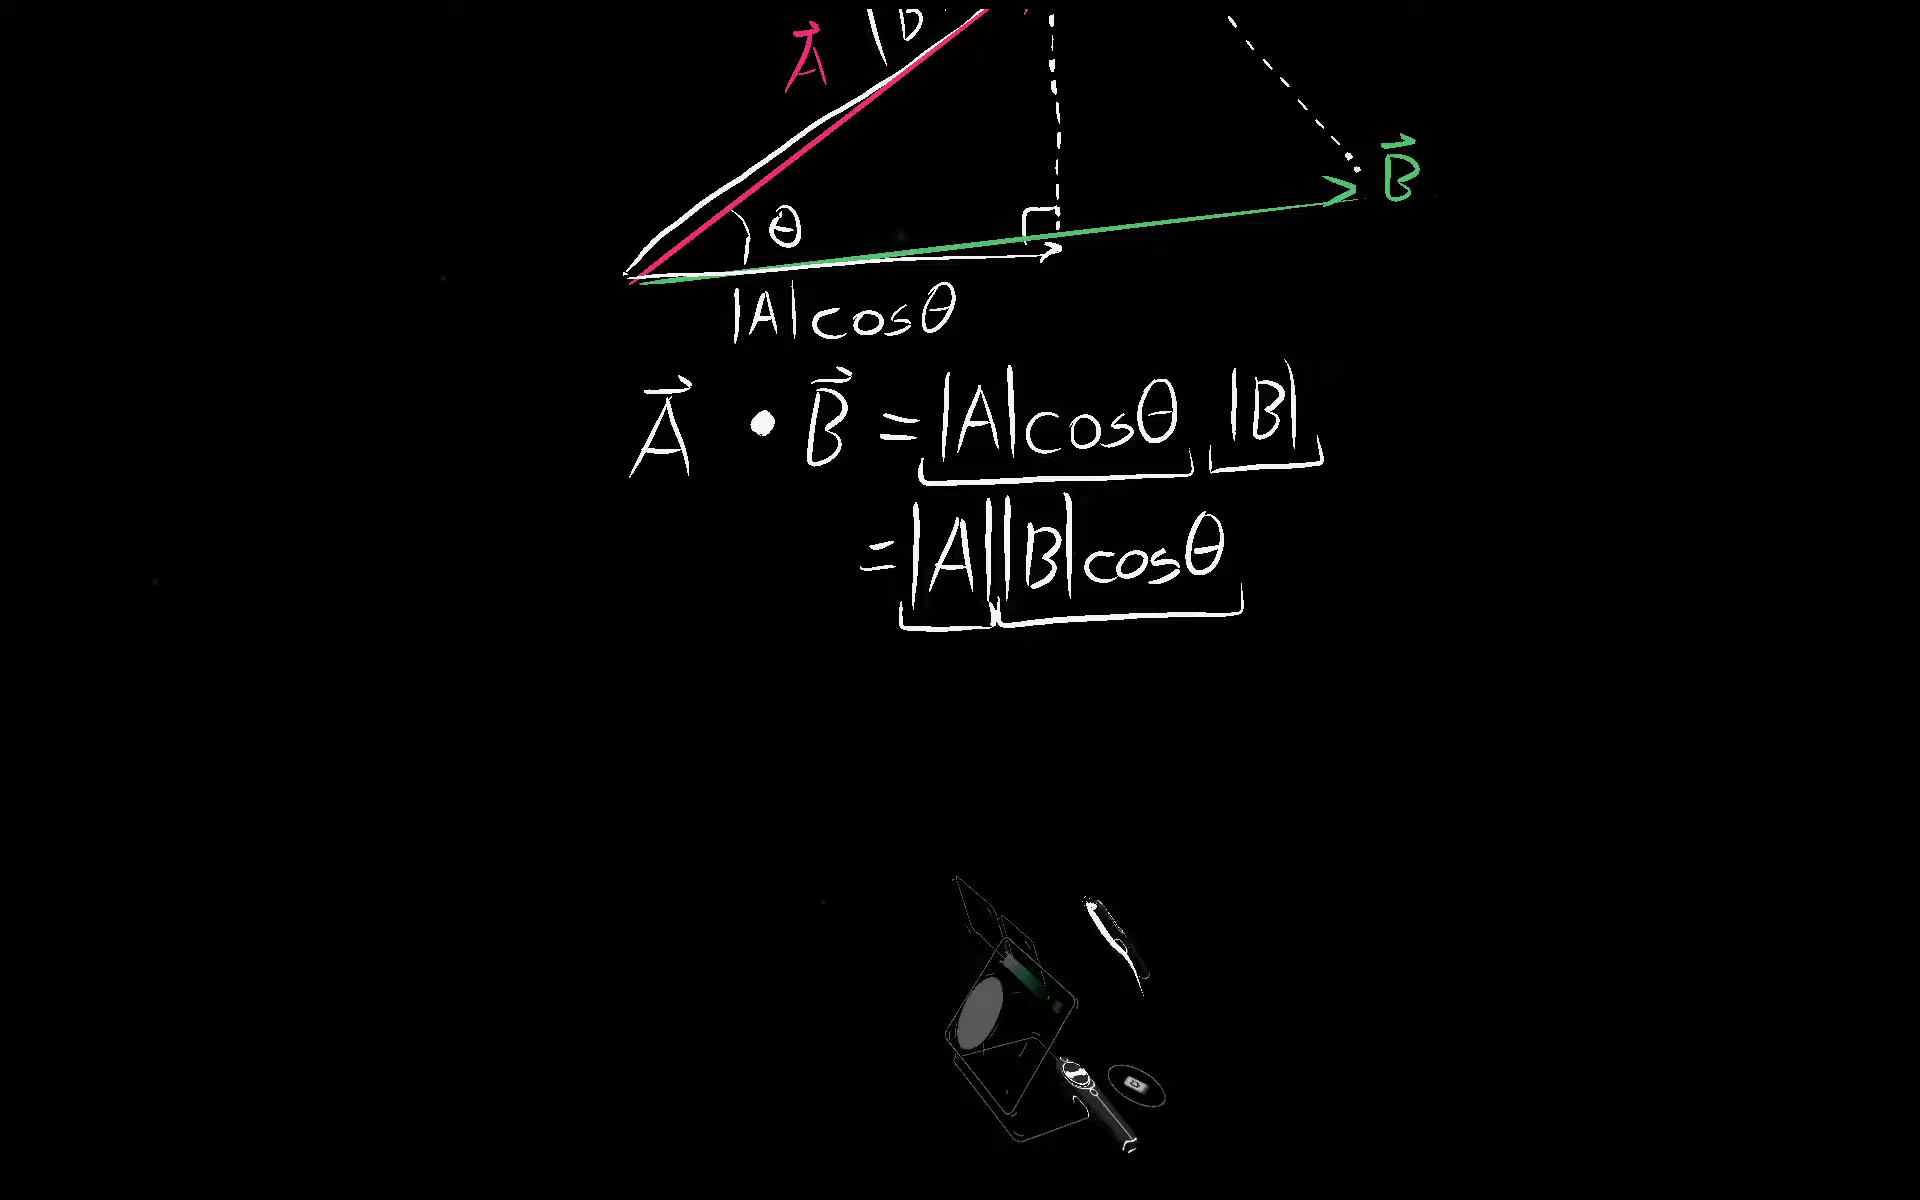 A⃗ |B
B⃗
θ
|A|cosθ
A⃗ • B⃗ = |A|cosθ |B|
= |A||B|cosθ